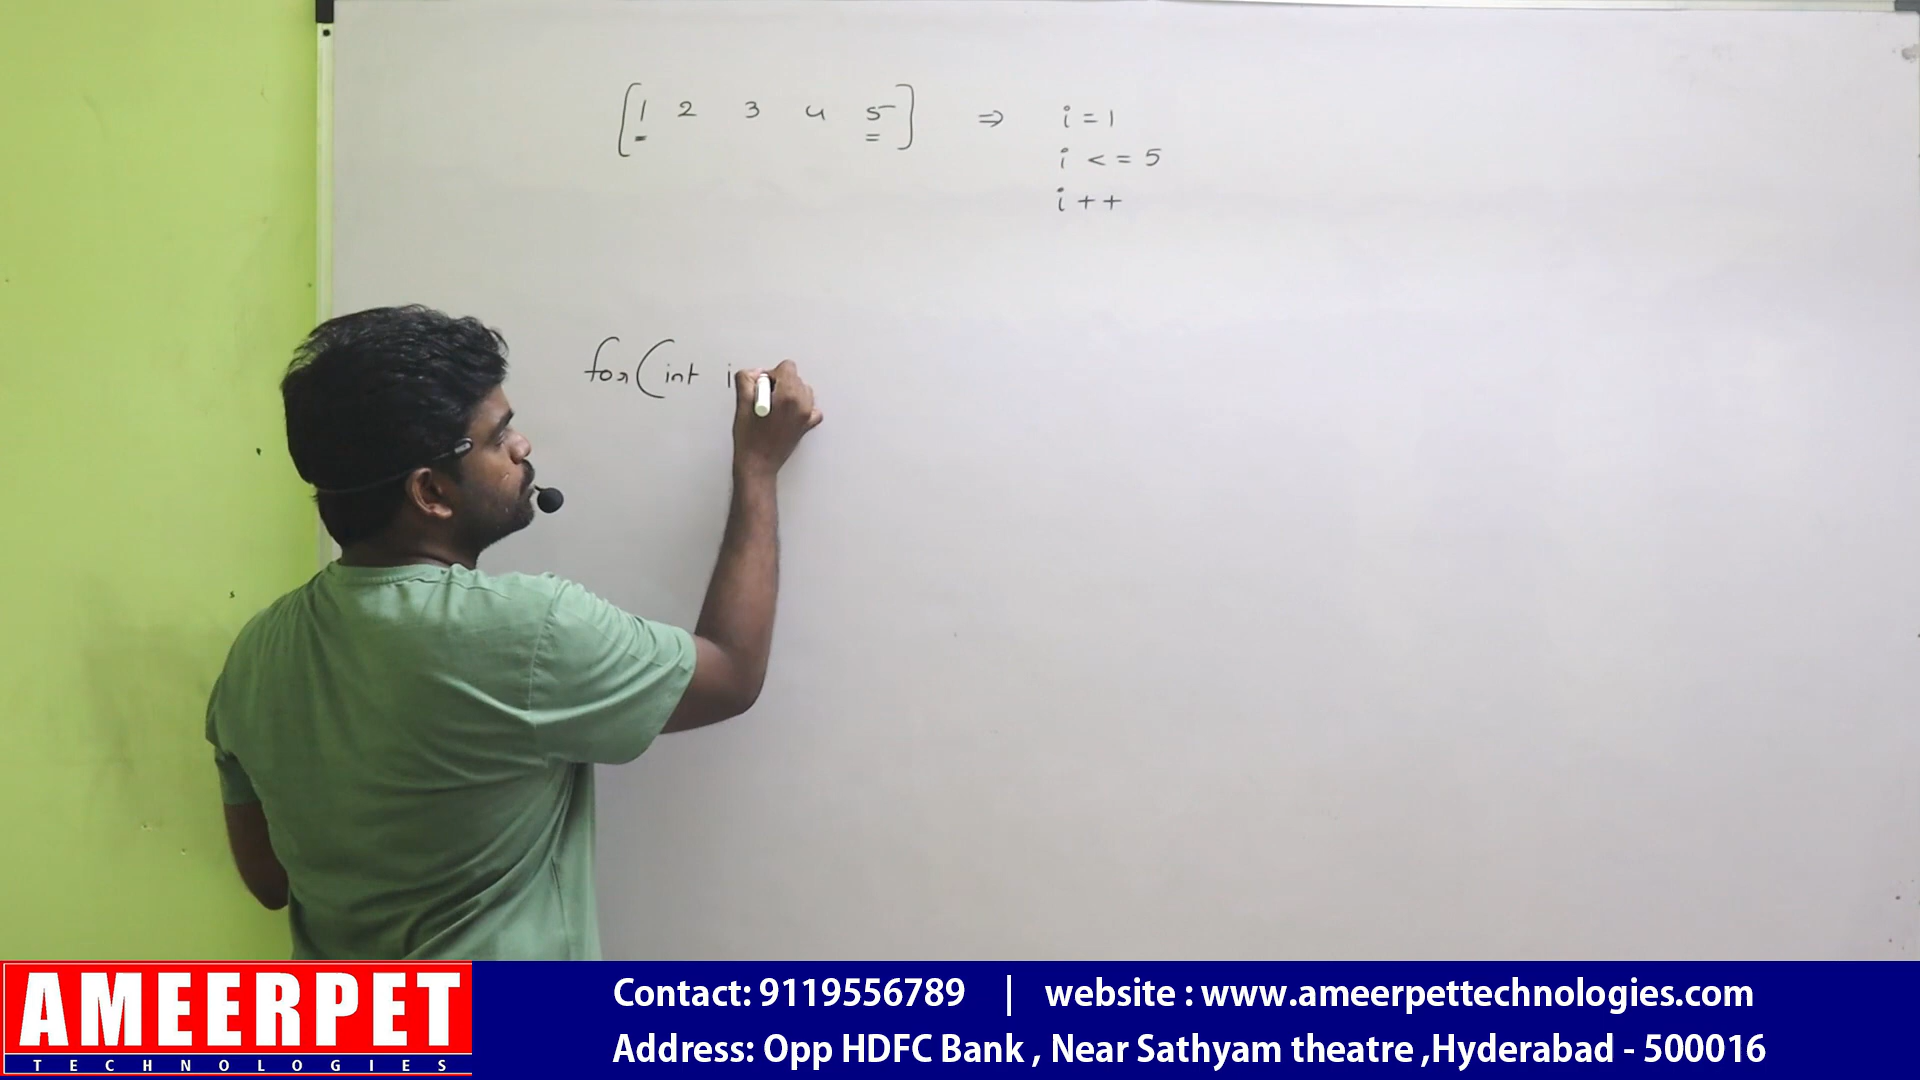 [1 2 3 4 5] ⇒ i = 1
i <= 5
i ++
for(int i
AMEERPET
TECHNOLOGIES
Contact: 9119556789 | website : www.ameerpettechnologies.com
Address: Opp HDFC Bank , Near Sathyam theatre ,Hyderabad - 500016